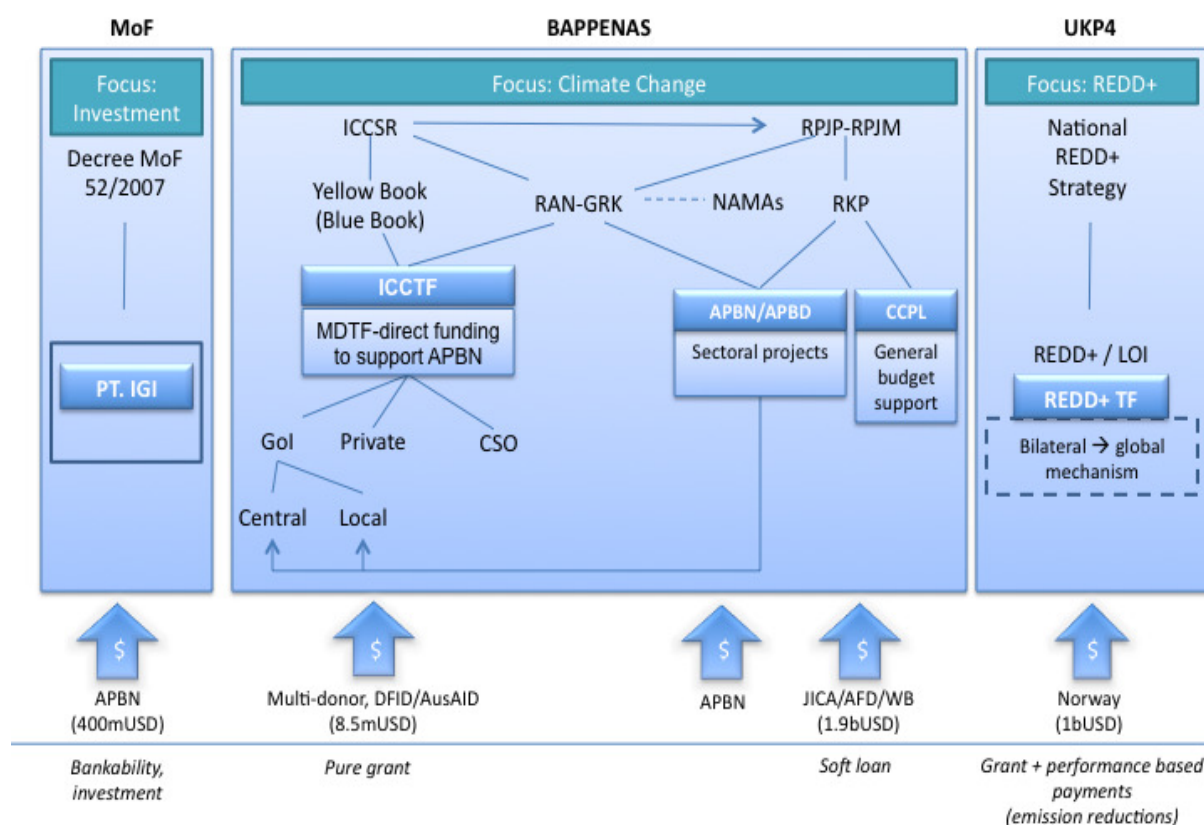 MoF
BAPPENAS
UKP4
Focus:
Investment
Focus: Climate Change
Focus: REDD+
Decree MoF
52/2007
ICCSR
RPJP-RPJM
National
REDD+
Strategy
Yellow Book
(Blue Book)
RAN-GRK
NAMAs
RKP
ICCTF
MDTF-direct funding
to support APBN
APBN/APBD
Sectoral projects
CCPL
General
budget
support
PT. IGI
REDD+ / LOI
REDD+ TF
Bilateral → global
mechanism
GoI
Private
CSO
Central
Local
$
$
$
$
$
APBN
(400mUSD)
Multi-donor, DFID/AusAID
(8.5mUSD)
APBN
JICA/AFD/WB
(1.9bUSD)
Norway
(1bUSD)
Bankability,
investment
Pure grant
Soft loan
Grant + performance based
payments
(emission reductions)